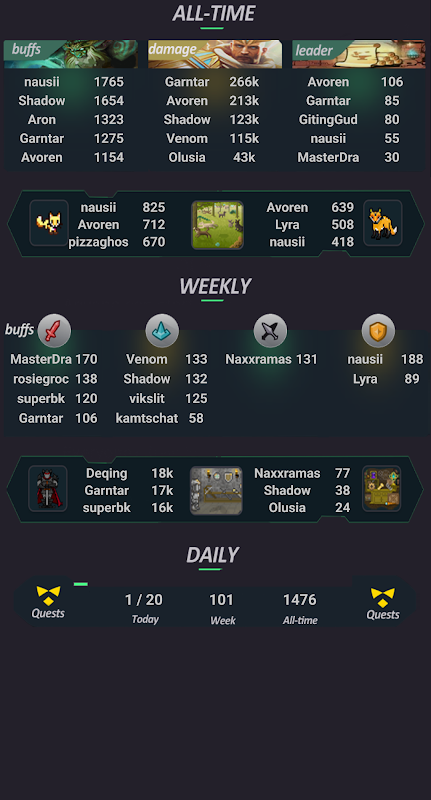 ALL-TIME
buffs damage leader
nausii 1765 Garntar 266k Avoren 106
Shadow 1654 Avoren 213k Garntar 85
Aron 1323 Shadow 123k GitingGud 80
Garntar 1275 Venom 115k nausii 55
Avoren 1154 Olusia 43k MasterDra 30
nausii 825 Avoren 639
Avoren 712 Lyra 508
pizzaghos 670 nausii 418
WEEKLY
buffs
MasterDra 170 Venom 133 Naxxramas 131 nausii 188
rosiegroc 138 Shadow 132 Lyra 89
superbk 120 vikslit 125
Garntar 106 kamtschat 58
Deqing 18k Naxxramas 77
Garntar 17k Shadow 38
superbk 16k Olusia 24
DAILY
1 / 20 101 1476
Quests Today Week All-time Quests